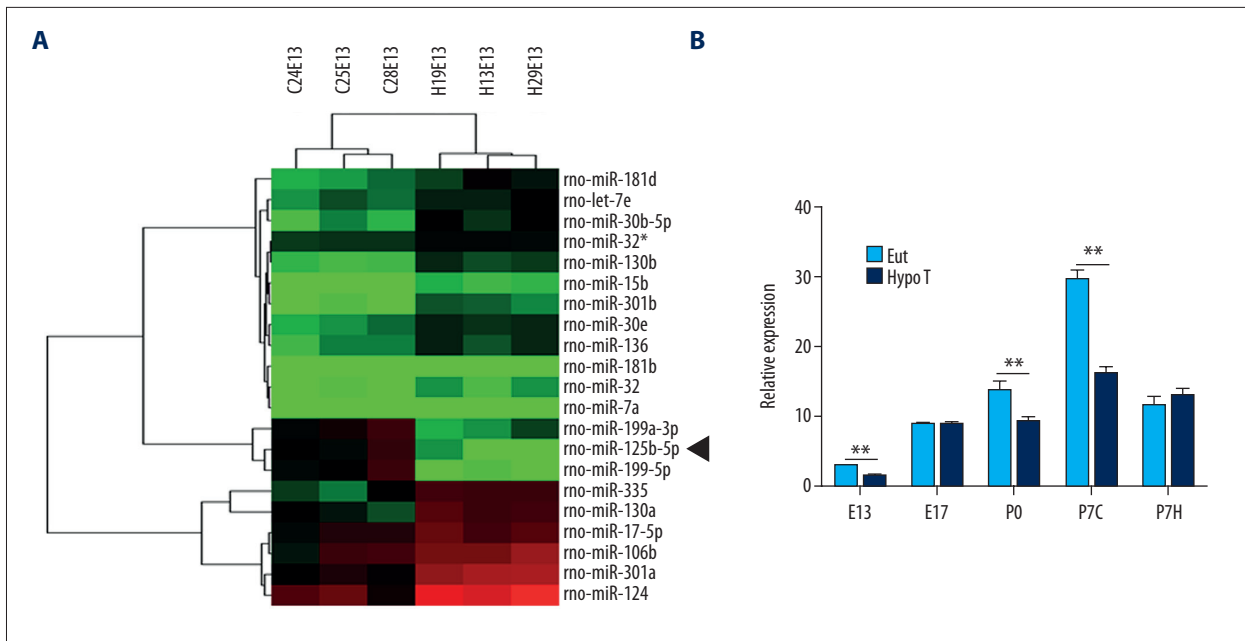 A
B
C24E13
C25E13
C28E13
H19E13
H13E13
H29E13
rno-miR-181d
rno-let-7e
rno-miR-30b-5p
rno-miR-32*
rno-miR-130b
rno-miR-15b
rno-miR-301b
rno-miR-30e
rno-miR-136
rno-miR-181b
rno-miR-32
rno-miR-7a
rno-miR-199a-3p
rno-miR-125b-5p
rno-miR-199-5p
rno-miR-335
rno-miR-130a
rno-miR-17-5p
rno-miR-106b
rno-miR-301a
rno-miR-124
Relative expression
40
30
20
10
0
Eut
Hypo T
**
**
**
E13
E17
P0
P7C
P7H